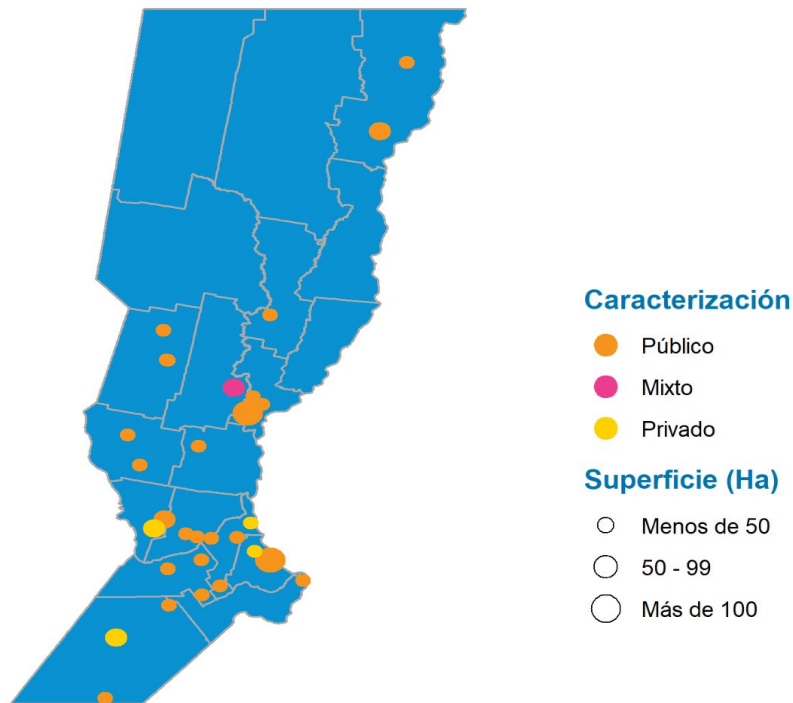 Caracterización
Público
Mixto
Privado
Superficie (Ha)
Menos de 50
50 - 99
Más de 100